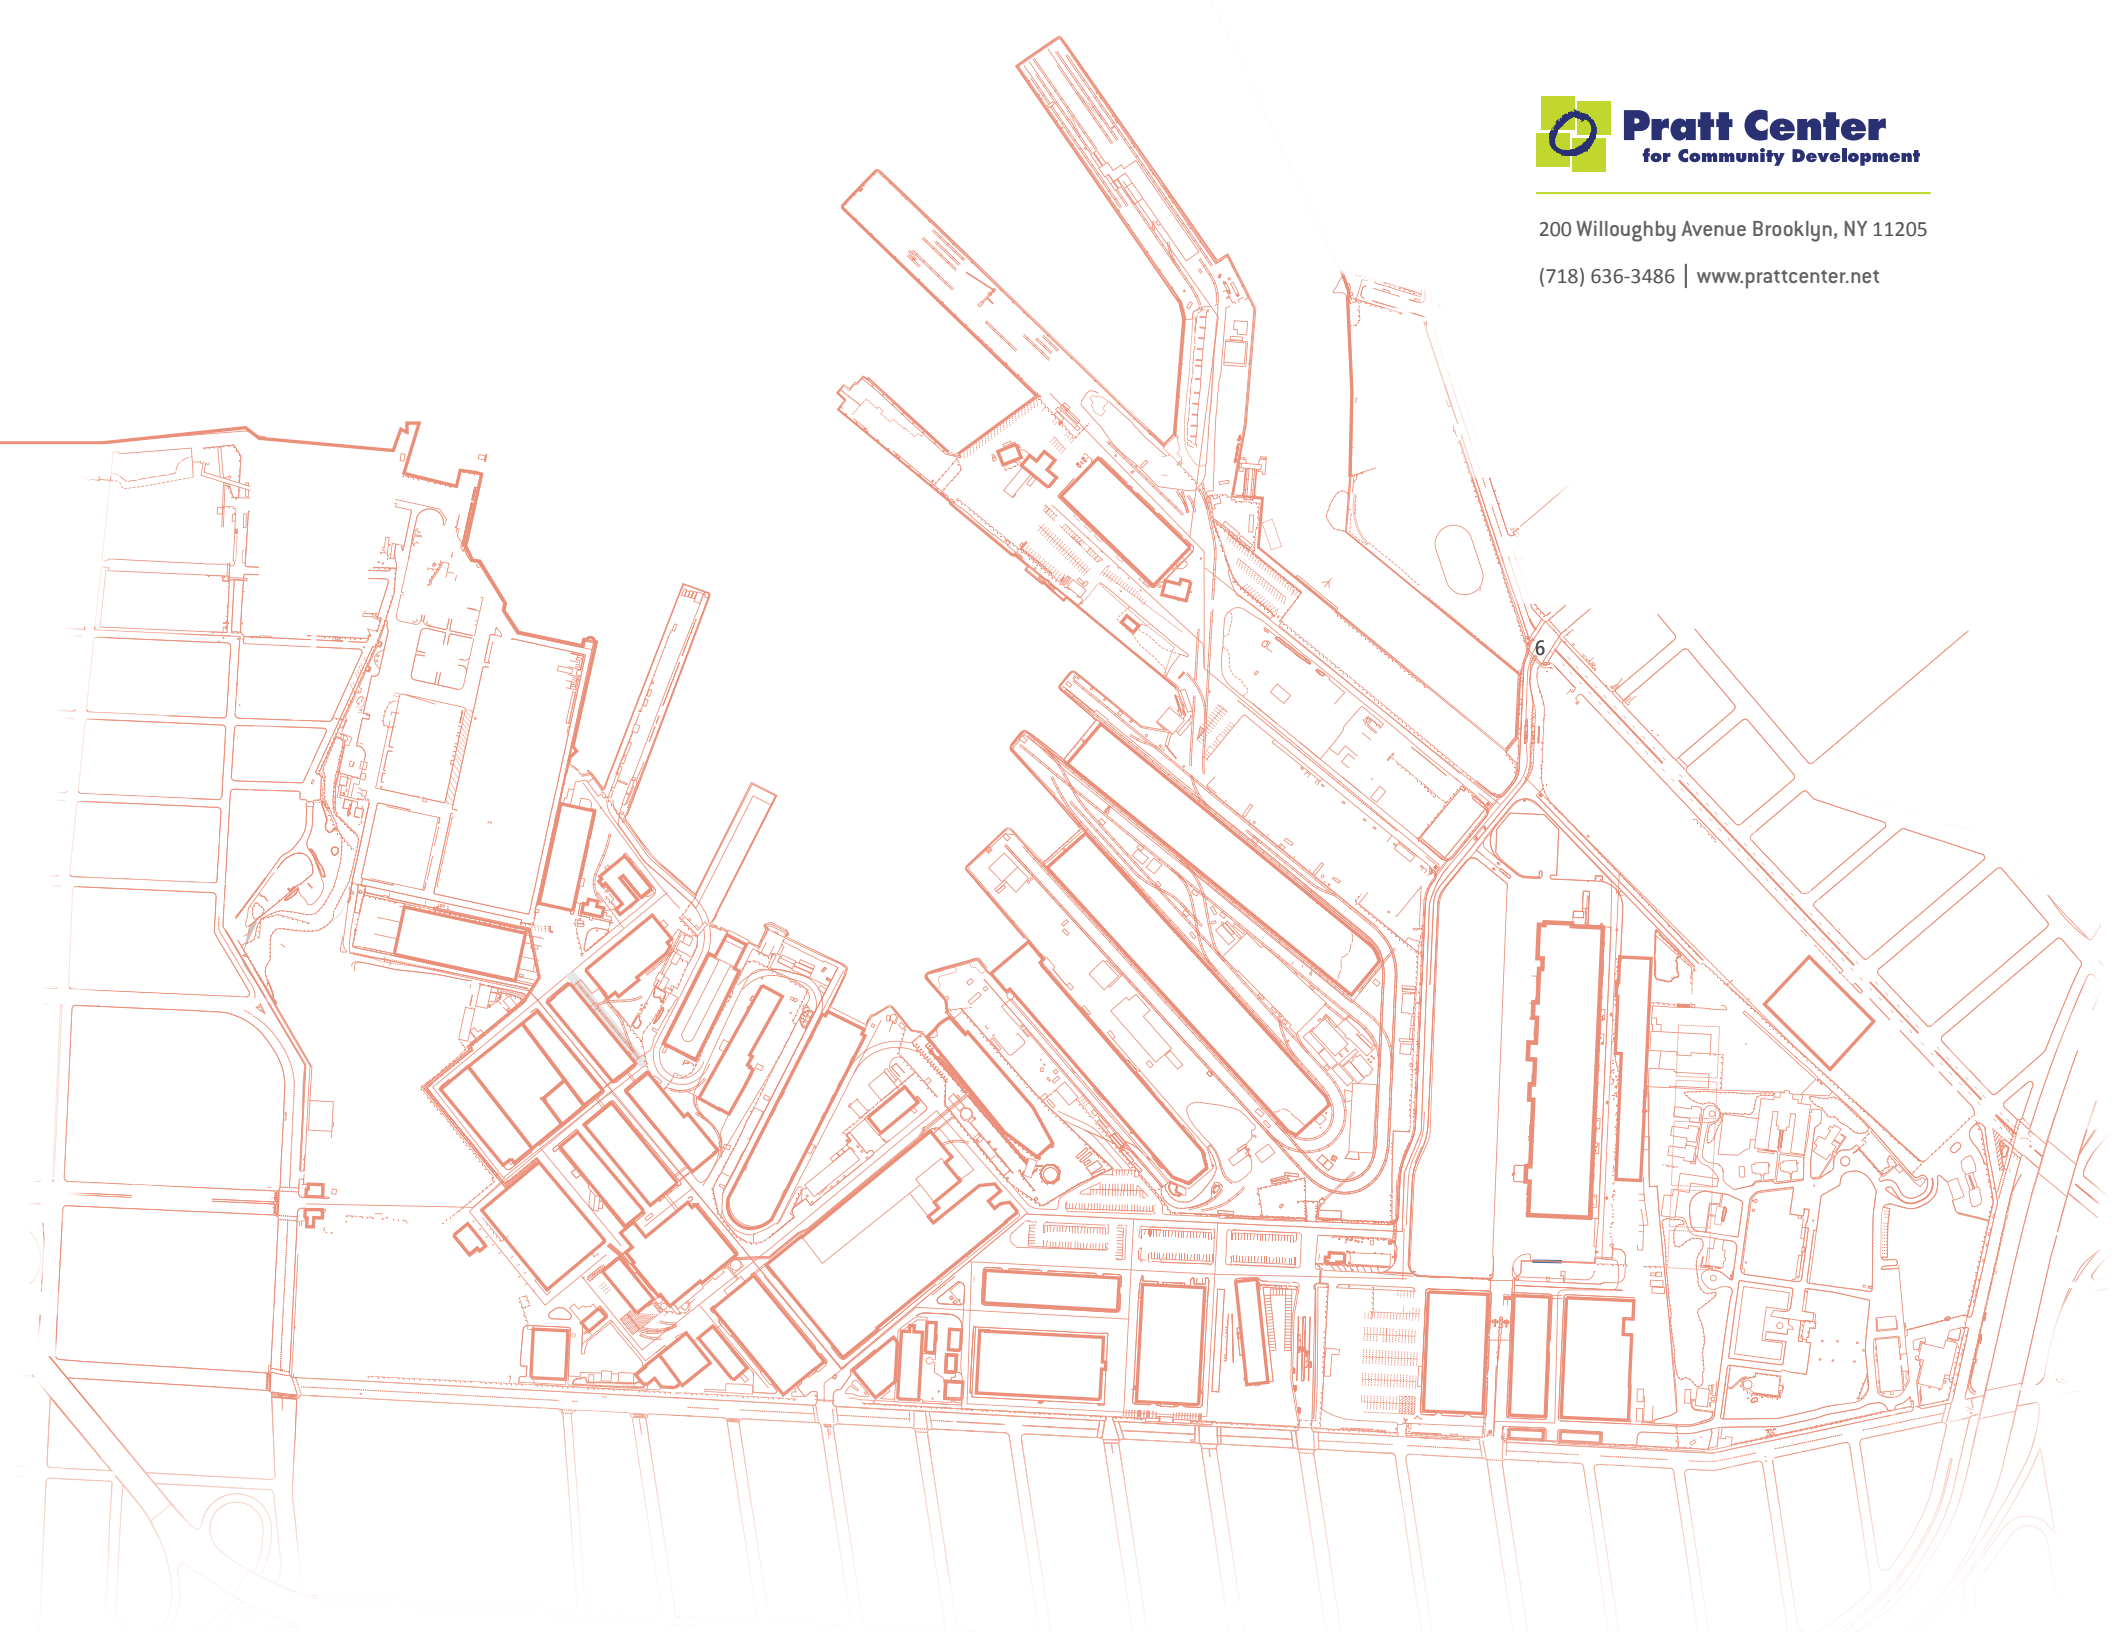 Pratt Center
for Community Development
200 Willoughby Avenue Brooklyn, NY 11205
(718) 636-3486 | www.prattcenter.net
6